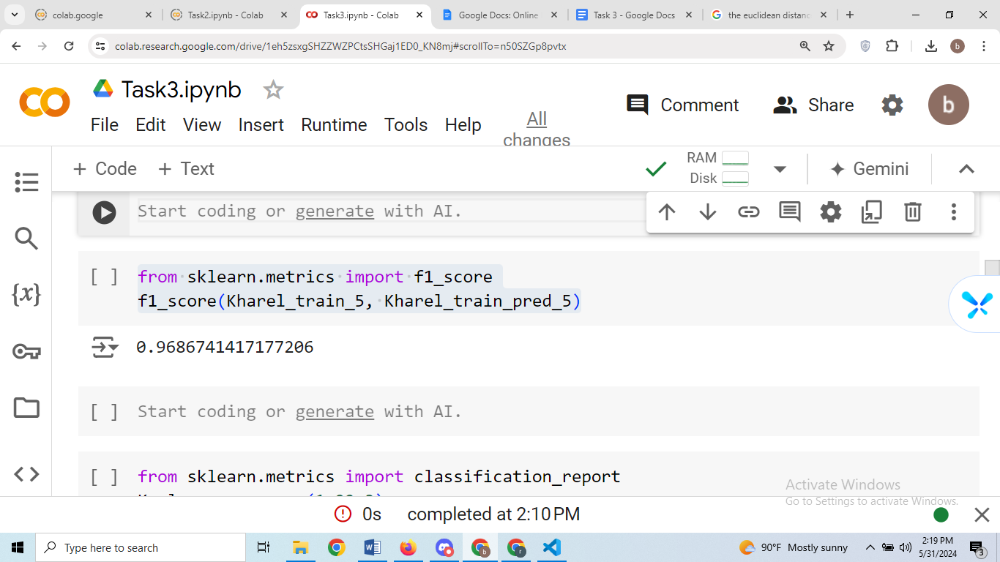 colab.google
Task2.ipynb - Colab
Task3.ipynb - Colab
Google Docs: Online
Task 3 - Google Docs
the euclidean distanc
colab.research.google.com/drive/1eh5zsxgSHZZWZPCtsSHGaj1ED0_KN8mj#scrollTo=n50SZGp8pvtx
b
Task3.ipynb
Comment
Share
b
File Edit View Insert Runtime Tools Help
All
changes
+ Code + Text
RAM
Disk
Gemini
Start coding or generate with AI.
[ ] from sklearn.metrics import f1_score
f1_score(Kharel_train_5, Kharel_train_pred_5)
{x}
0.9686741417177206
[ ] Start coding or generate with AI.
[ ] from sklearn.metrics import classification_report
Activate Windows
Go to Settings to activate Windows.
0s completed at 2:10 PM
Type here to search
90°F Mostly sunny
2:19 PM
5/31/2024
3